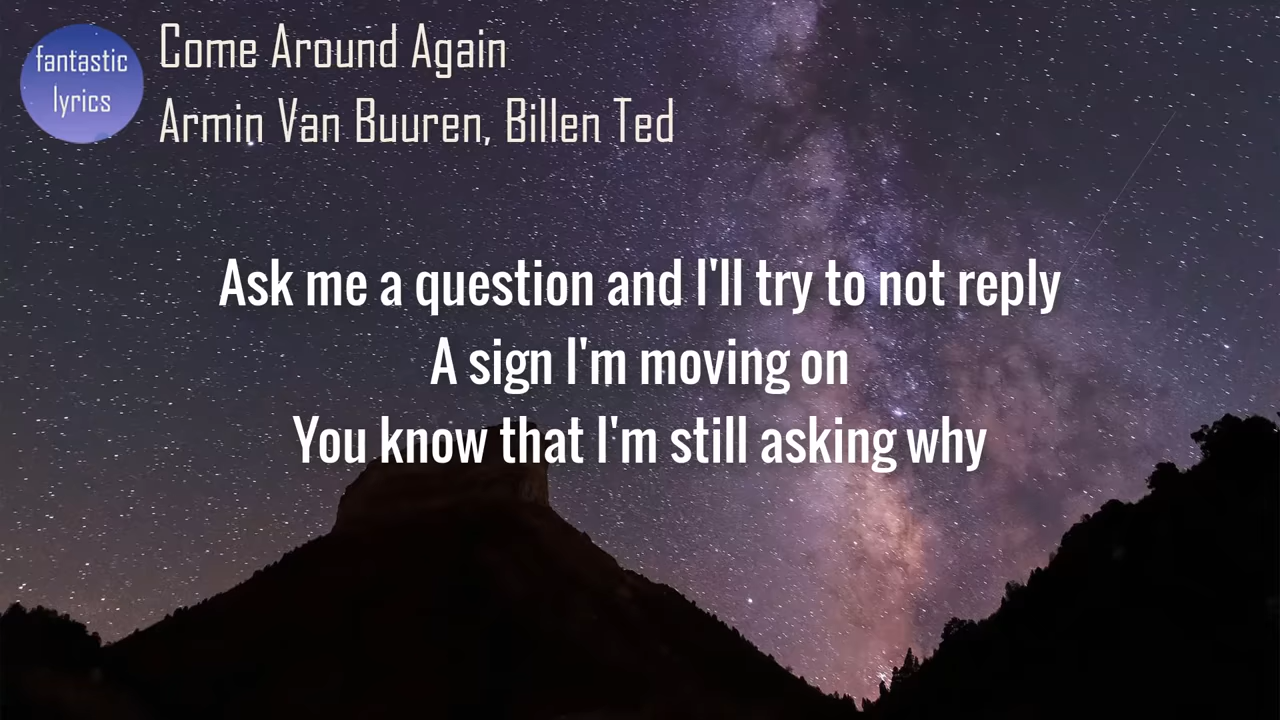 fantastic
lyrics
Come Around Again
Armin Van Buuren, Billen Ted
Ask me a question and I'll try to not reply
A sign I'm moving on
You know that I'm still asking why